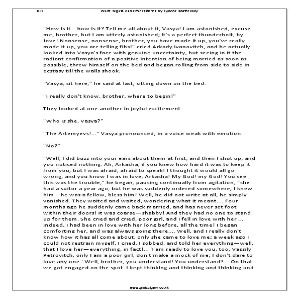 "How is it – how is it? Tell me all about it, Vasya! I am astonished, excuse
me, brother, but I am utterly astonished; it's a perfect thunderbolt, by
Jove! Nonsense, nonsense, brother, you have made it up, you've really
made it up, you are telling fibs!" cried Arkady Ivanovitch, and he actually
looked into Vasya's face with genuine uncertainty, but seeing in it the
radiant confirmation of a positive intention of being married as soon as
possible, threw himself on the bed and began rolling from side to side in
ecstasy till the walls shook.
"Vasya, sit here," he said at last, sitting down on the bed.
"I really don't know, brother, where to begin!"
They looked at one another in joyful excitement.
"Who is she, Vasya?"
"The Artemyevs!..." Vasya pronounced, in a voice weak with emotion.
"No?"
"Well, I did buzz into your ears about them at first, and then I shut up, and
you noticed nothing. Ah, Arkasha, if you knew how hard it was to keep it
from you; but I was afraid, afraid to speak! I thought it would all go
wrong, and you know I was in love, Arkasha! My God! my God! You see
this was the trouble," he began, pausing continually from agitation, "she
had a suitor a year ago, but he was suddenly ordered somewhere; I knew
him – he was a fellow, bless him! Well, he did not write at all, he simply
vanished. They waited and waited, wondering what it meant.... Four
months ago he suddenly came back married, and has never set foot
within their doors! It was coarse—shabby! And they had no one to stand
up for them. She cried and cried, poor girl, and I fell in love with her ...
indeed, I had been in love with her long before, all the time! I began
comforting her, and was always going there.... Well, and I really don't
know how it has all come about, only she came to love me; a week ago I
could not restrain myself, I cried, I sobbed, and told her everything—well,
that I love her—everything, in fact!... 'I am ready to love you, too, Vassily
Petrovitch, only I am a poor girl, don't make a mock of me; I don't dare to
love any one.' Well, brother, you understand! You understand?... On that
we got engaged on the spot. I kept thinking and thinking and thinking and